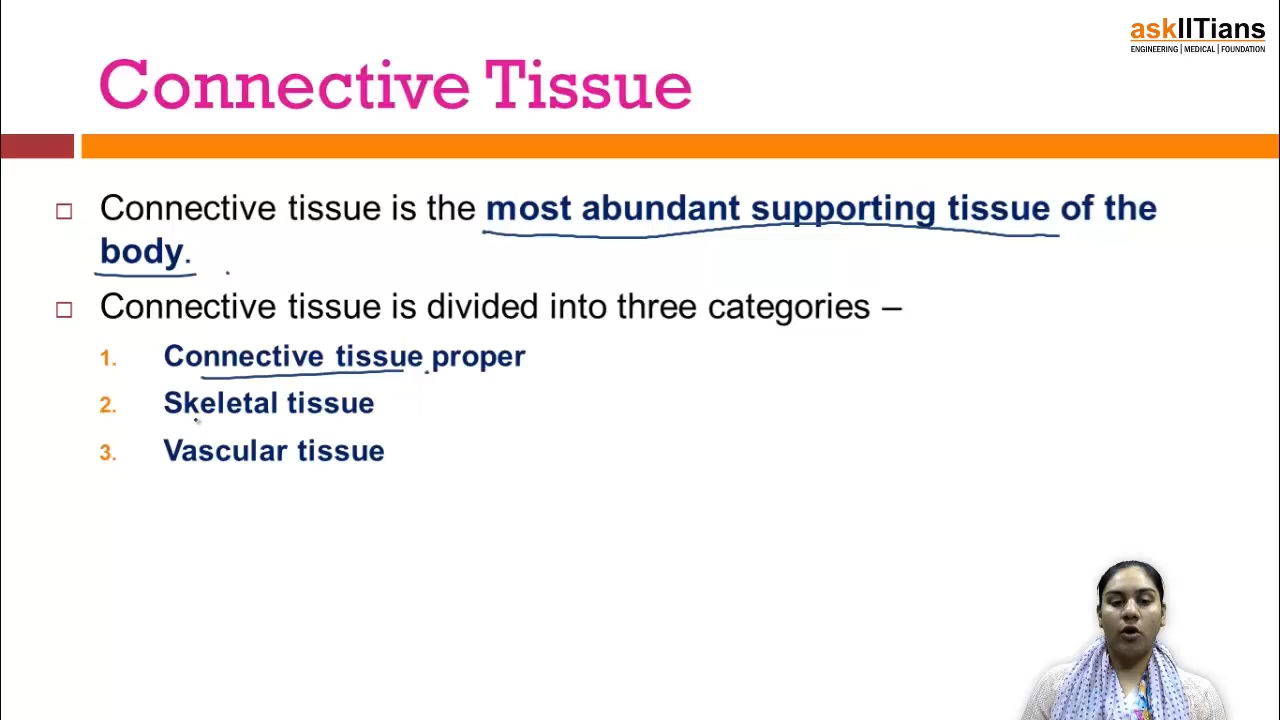 askIITians
ENGINEERING | MEDICAL | FOUNDATION
Connective Tissue
Connective tissue is the most abundant supporting tissue of the
body.
Connective tissue is divided into three categories –
1. Connective tissue proper
2. Skeletal tissue
3. Vascular tissue